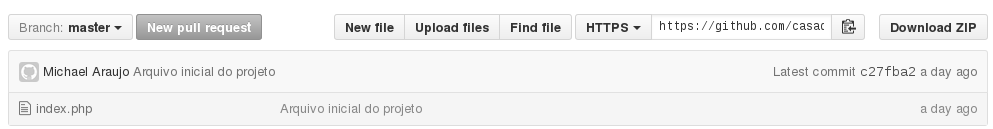 Branch: master New pull request New file Upload files Find file HTTPS https://github.com/casac Download ZIP
Michael Araujo Arquivo inicial do projeto Latest commit c27fba2 a day ago
index.php Arquivo inicial do projeto a day ago